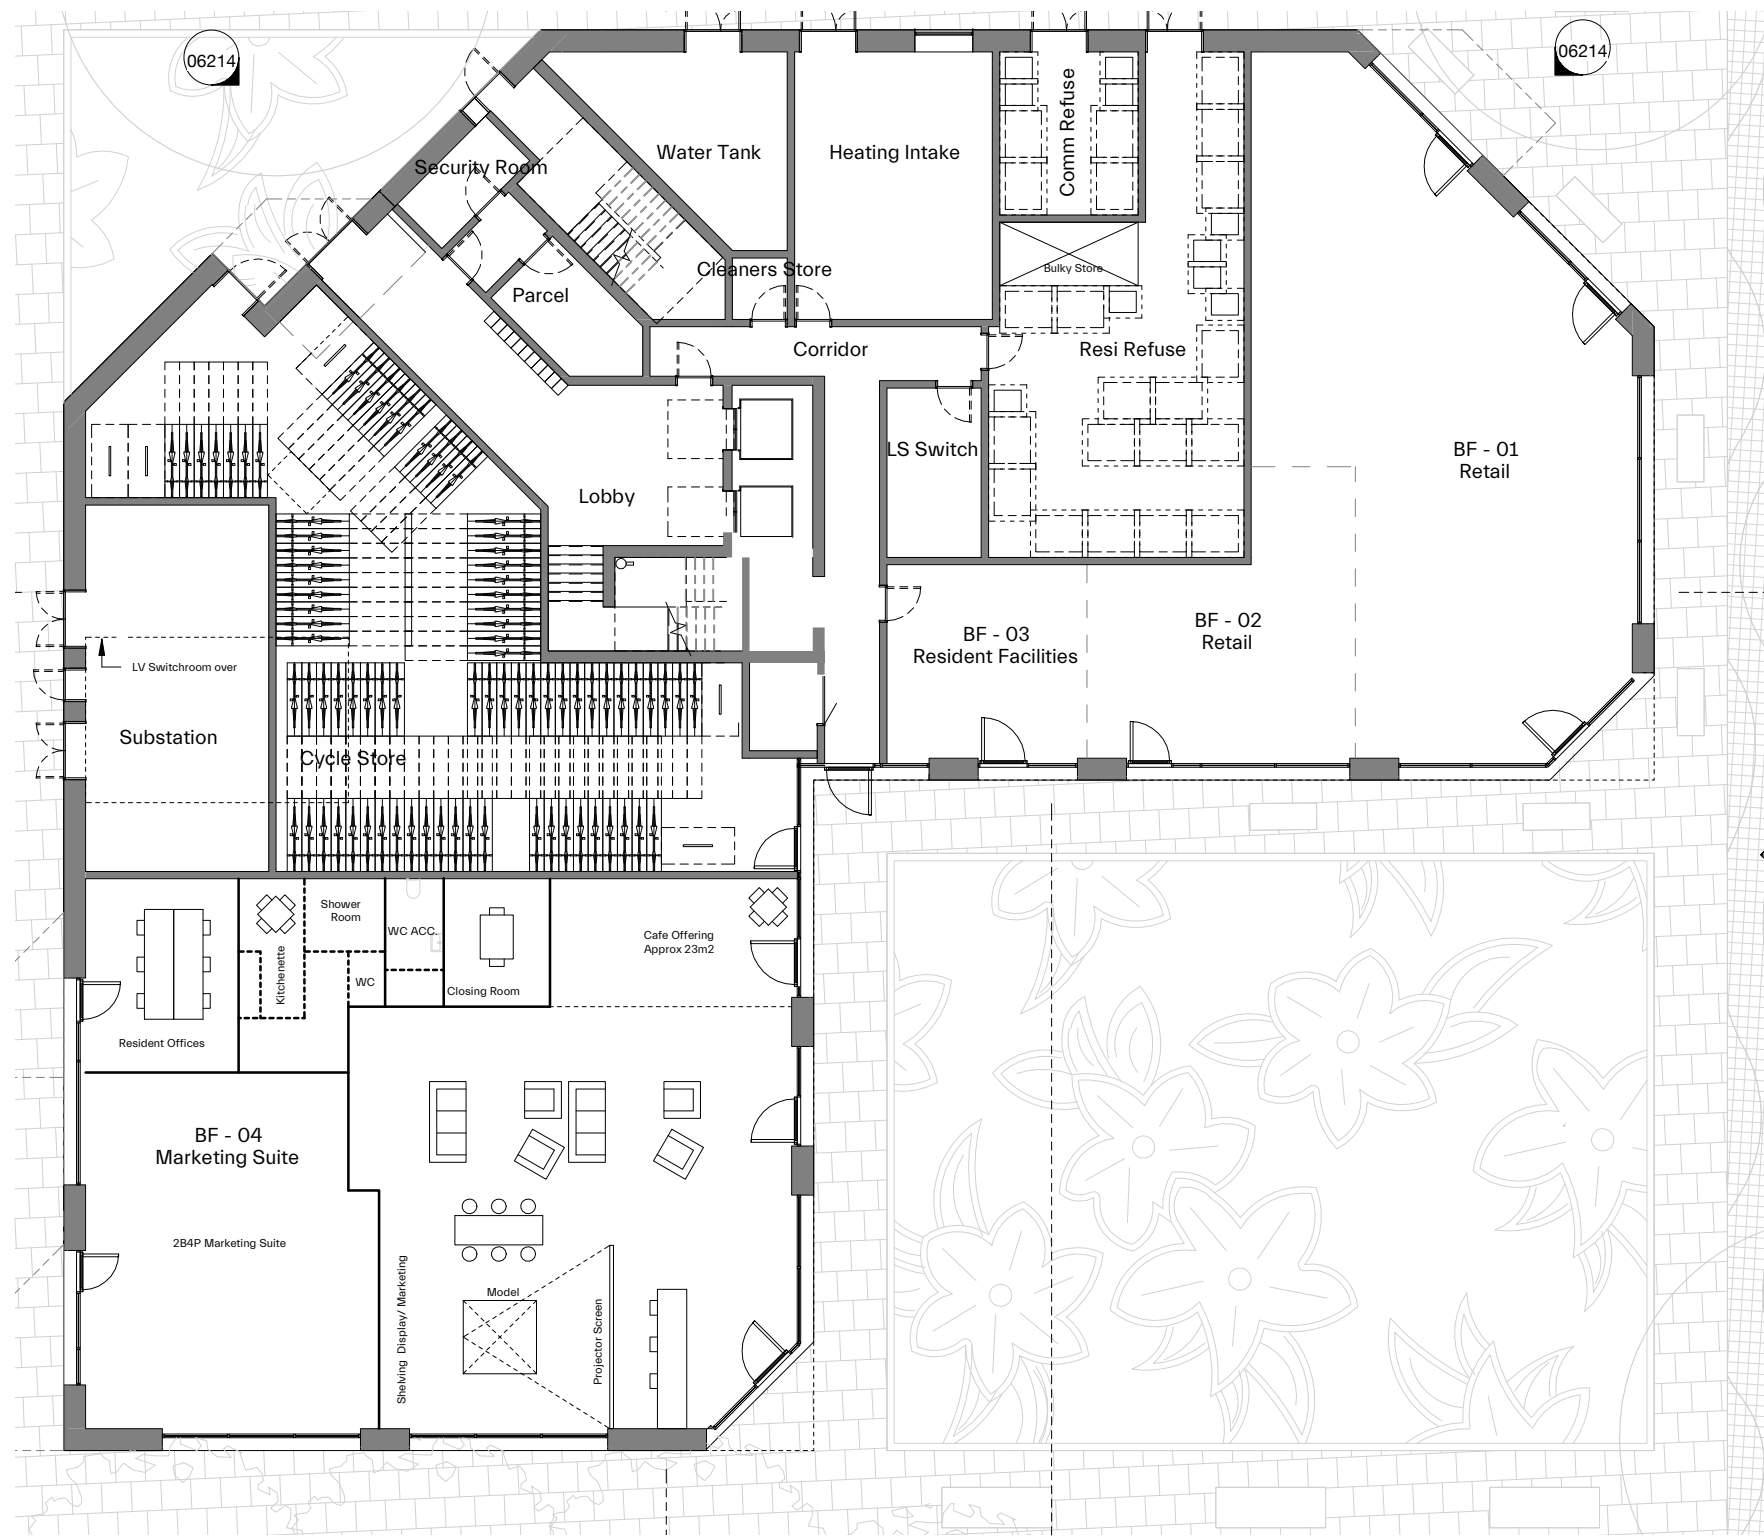 06214
06214
Comm Refuse
Water Tank
Heating Intake
Security Room
Cleaners Store
Bulky Store
Parcel
Corridor
Resi Refuse
LS Switch
BF - 01
Retail
Lobby
BF - 03
Resident Facilities
BF - 02
Retail
LV Switchroom over
Substation
Cycle Store
Shower
Room
WC ACC.
Cafe Offering
Approx 23m2
Kitchenette
WC
Closing Room
Resident Offices
BF - 04
Marketing Suite
2B4P Marketing Suite
Shelving Display/ Marketing
Model
Projector Screen